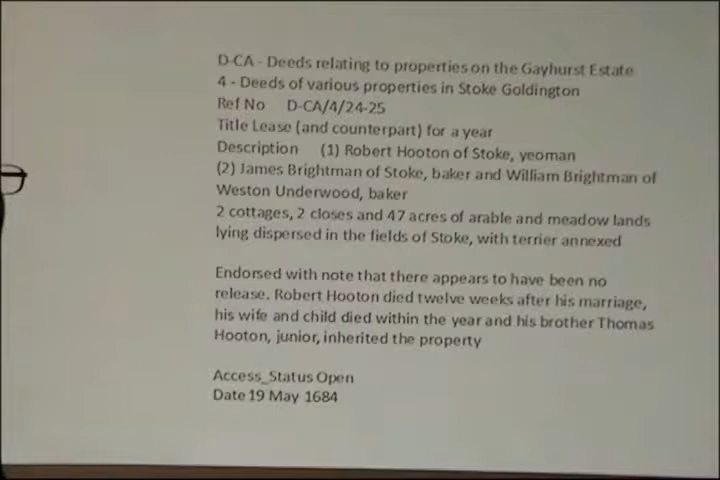 D-CA - Deeds relating to properties on the Gayhurst Estate
4 - Deeds of various properties in Stoke Goldington
Ref No D-CA/4/24-25
Title Lease (and counterpart) for a year
Description (1) Robert Hooton of Stoke, yeoman
(2) James Brightman of Stoke, baker and William Brightman of
Weston Underwood, baker
2 cottages, 2 closes and 47 acres of arable and meadow lands
lying dispersed in the fields of Stoke, with terrier annexed
Endorsed with note that there appears to have been no
release. Robert Hooton died twelve weeks after his marriage,
his wife and child died within the year and his brother Thomas
Hooton, junior, inherited the property
Access_Status Open
Date 19 May 1684